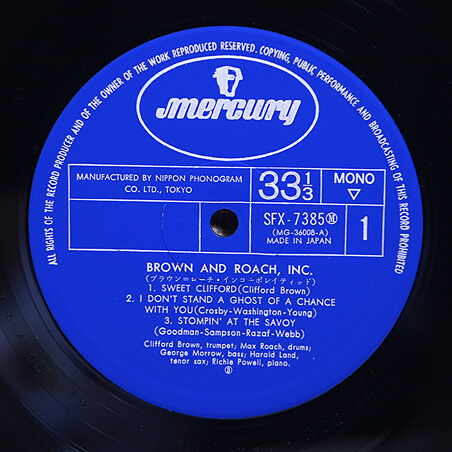 ALL RIGHTS OF THE RECORD PRODUCER AND OF THE OWNER OF THE WORK REPRODUCED RESERVED. COPYING, PUBLIC PERFORMANCE AND BROADCASTING OF THIS RECORD PROHIBITED.
mercury
MANUFACTURED BY NIPPON PHONOGRAM
CO. LTD., TOKYO
33 1/3
MONO
▽
SFX-7385 Ⓜ
(MG-36008-A)
MADE IN JAPAN
1
BROWN AND ROACH, INC.
(ブラウン=ローチ・インコーポレイティッド)
1. SWEET CLIFFORD(Clifford Brown)
2. I DON'T STAND A GHOST OF A CHANCE
WITH YOU(Crosby-Washington-Young)
3. STOMPIN' AT THE SAVOY
(Goodman-Sampson-Razaf-Webb)
Clifford Brown, trumpet; Max Roach, drums;
George Morrow, bass; Harold Land,
tenor sax; Richie Powell, piano.